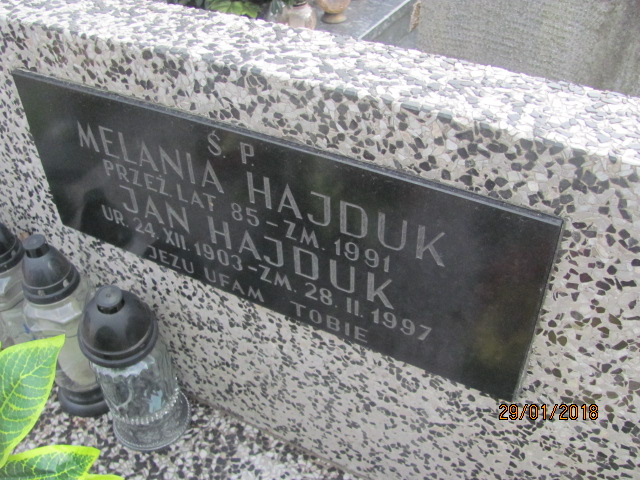 Ś. P.
MELANIA HAJDUK
PRZEŻ. LAT 85 - ZM. 1991
JAN HAJDUK
UR. 24. XII. 1903 - ZM. 28. II. 1997
JEZU UFAM TOBIE
29/01/2018